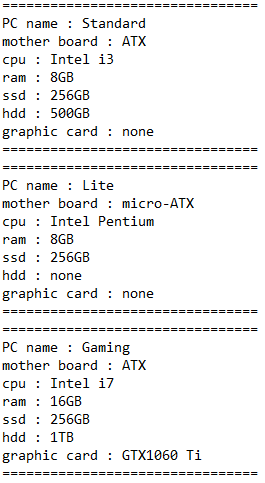 ================================
PC name : Standard
mother board : ATX
cpu : Intel i3
ram : 8GB
ssd : 256GB
hdd : 500GB
graphic card : none
================================
================================
PC name : Lite
mother board : micro-ATX
cpu : Intel Pentium
ram : 8GB
ssd : 256GB
hdd : none
graphic card : none
================================
================================
PC name : Gaming
mother board : ATX
cpu : Intel i7
ram : 16GB
ssd : 256GB
hdd : 1TB
graphic card : GTX1060 Ti
================================